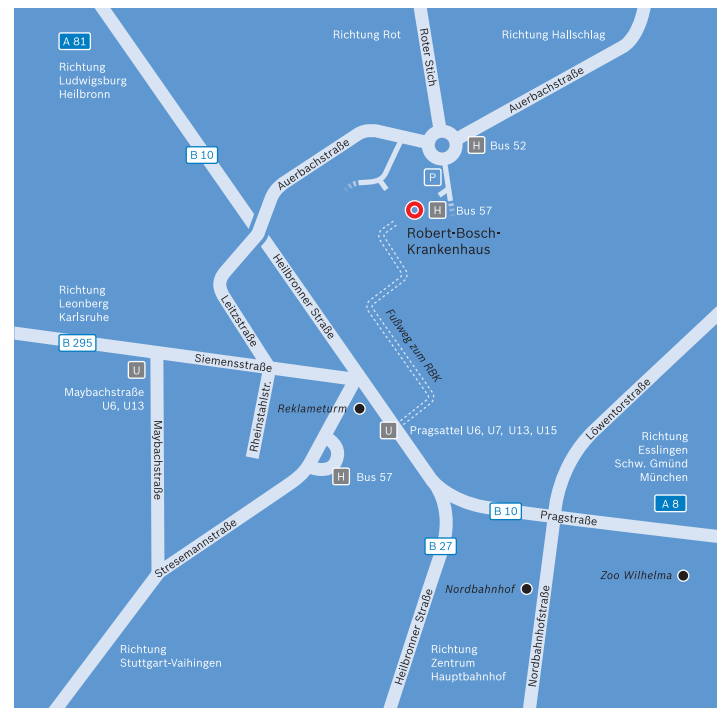 A 81
Richtung Rot
Richtung Hallschlag
Richtung
Ludwigsburg
Heilbronn
Roter Stich
Auerbachstraße
B 10
Auerbachstraße
H Bus 52
P
H Bus 57
Robert-Bosch-
Krankenhaus
Heilbronner Straße
Richtung
Leonberg
Karlsruhe
Leitzstraße
Fußweg zum RBK
B 295
Siemensstraße
U
Maybachstraße
U6, U13
Rheinstahlstr.
Reklameturm
U Pragsattel U6, U7, U13, U15
Löwentorstraße
Maybachstraße
H Bus 57
Richtung
Esslingen
Schw. Gmünd
München
A 8
B 10
Pragstraße
Stresemannstraße
B 27
Nordbahnhof
Zoo Wilhelma
Heilbronner Straße
Nordbahnhofstraße
Richtung
Stuttgart-Vaihingen
Richtung
Zentrum
Hauptbahnhof